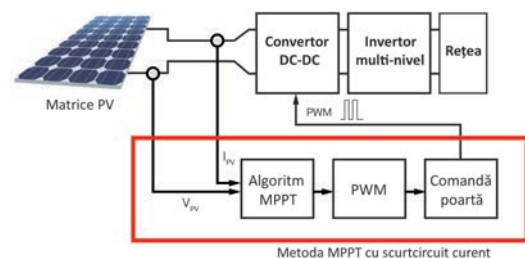 Matrice PV
Convertor
DC-DC
Invertor
multi-nivel
Rețea
PWM
I PV
V PV
Algoritm
MPPT
PWM
Comandă
poartă
Metoda MPPT cu scurtcircuit curent